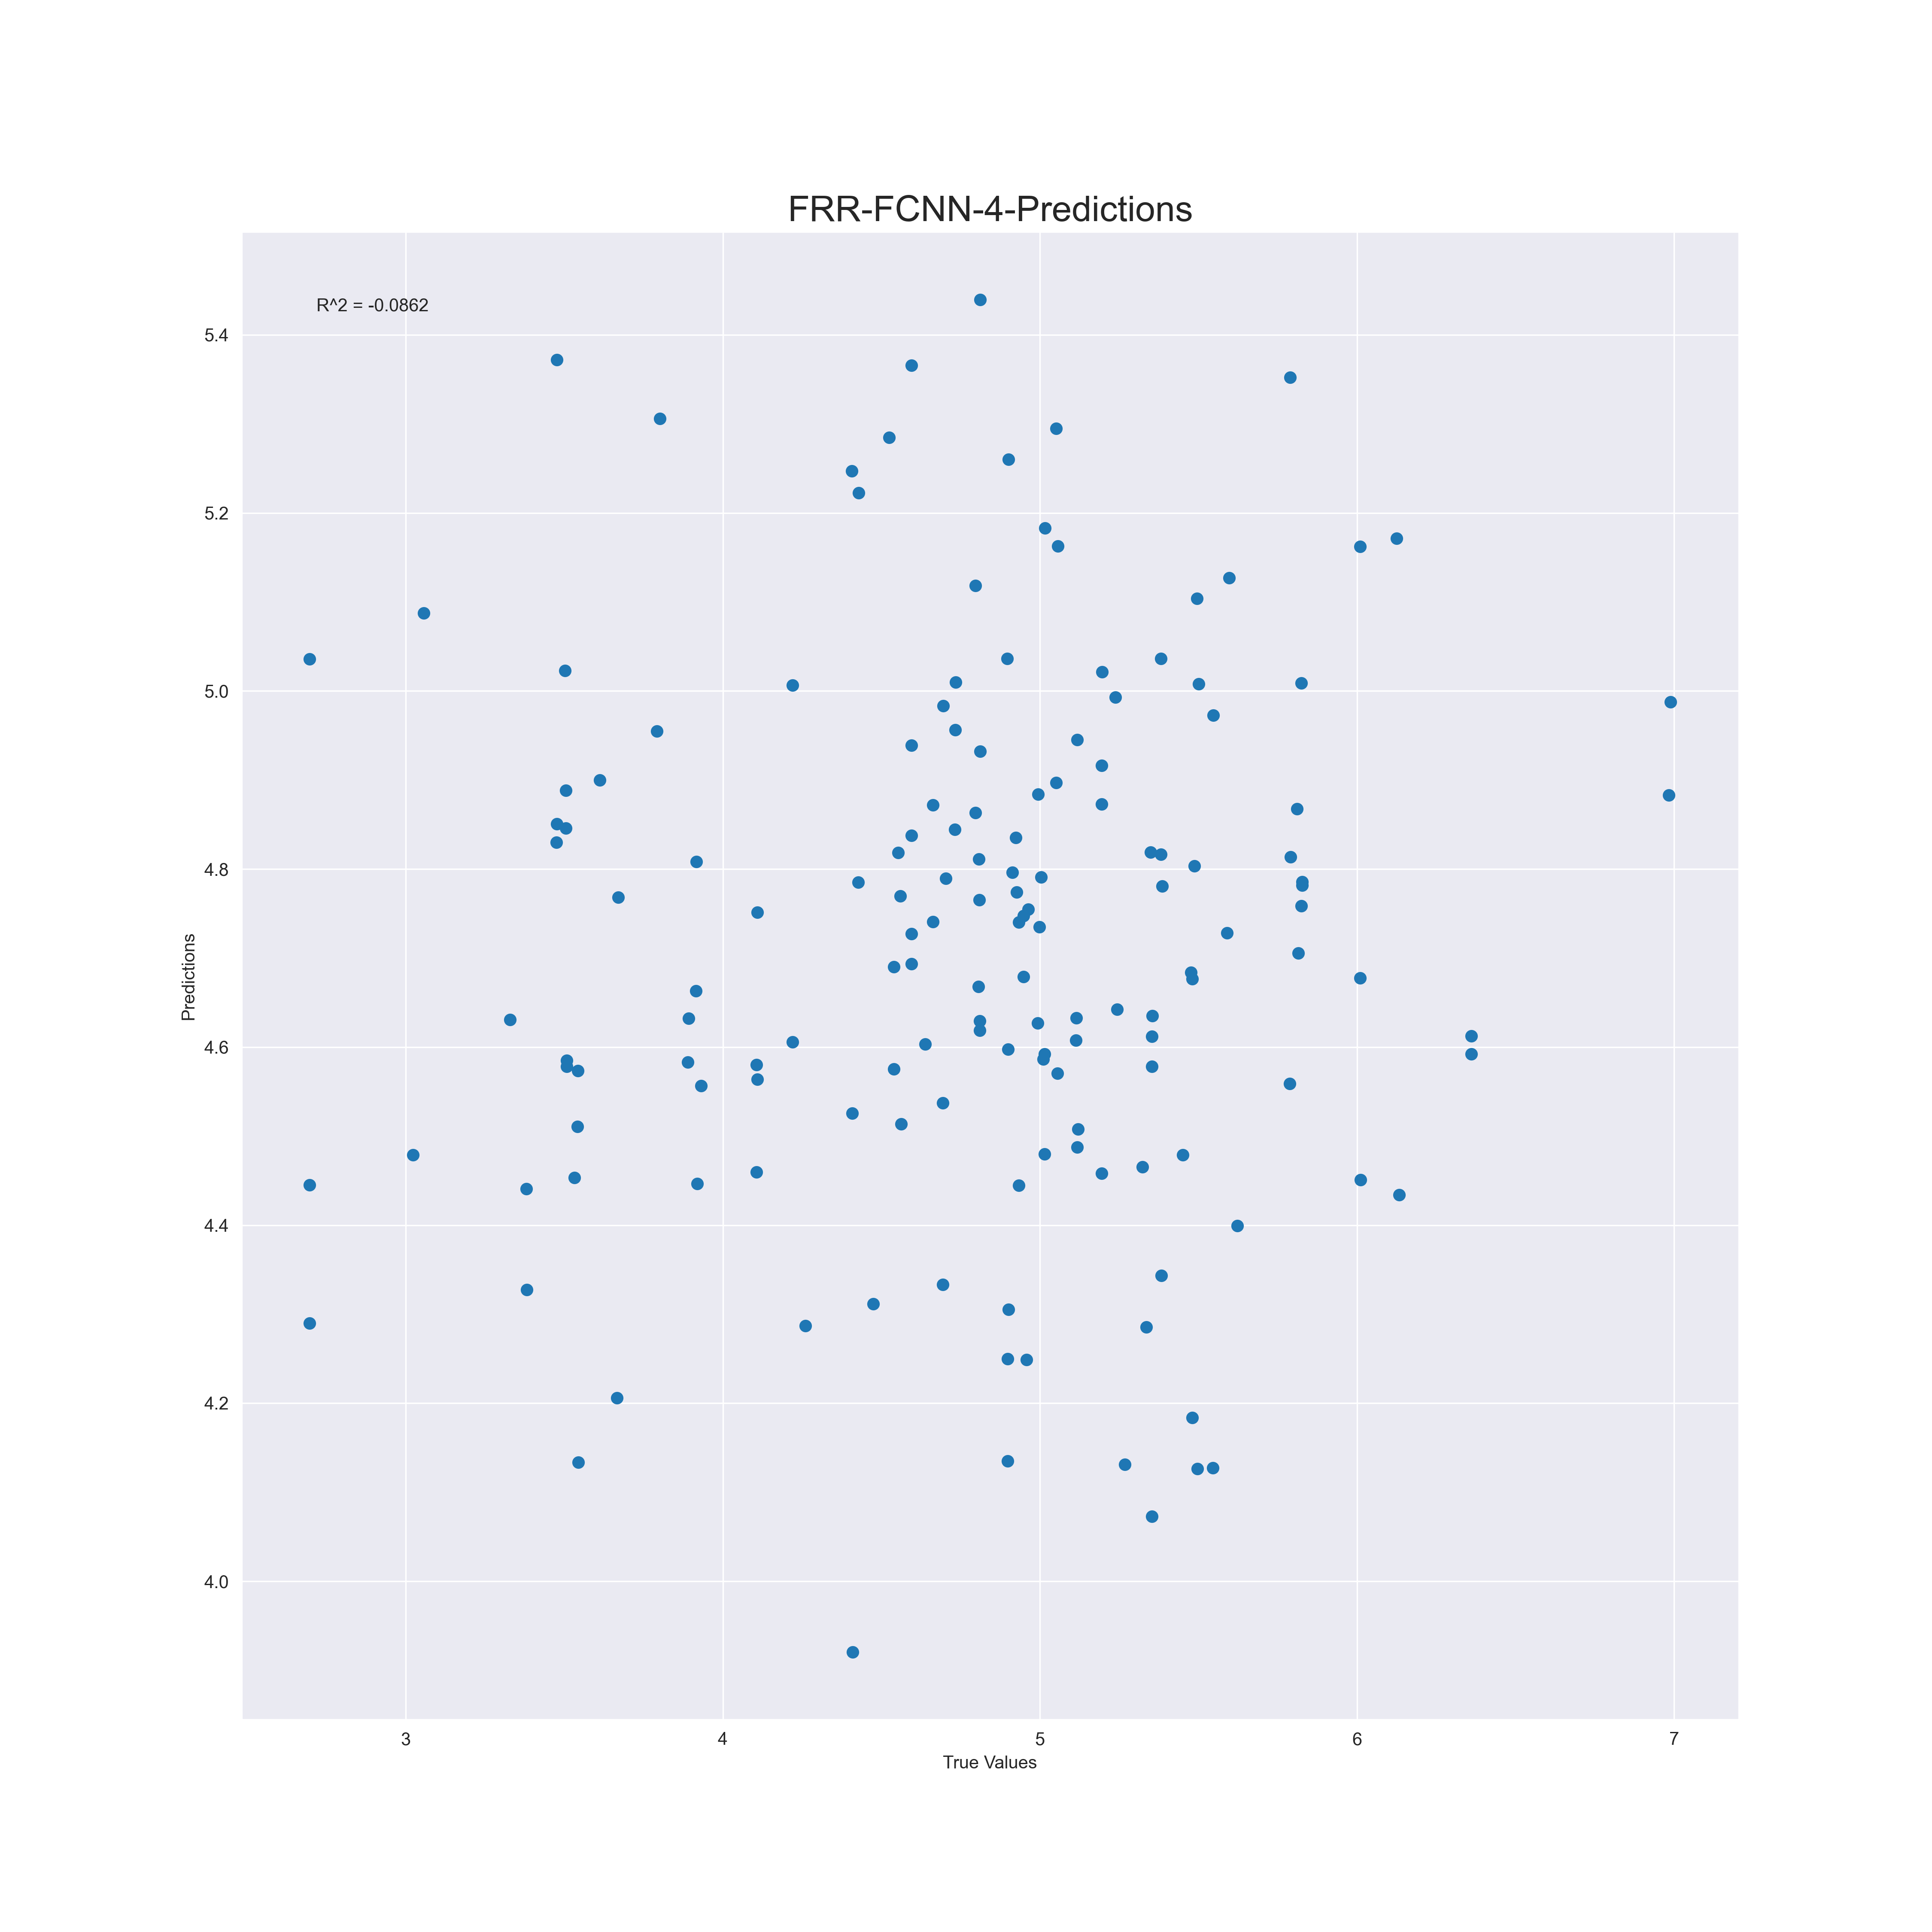 FRR-FCNN-4-Predictions
R^2 = -0.0862
5.4
5.2
5.0
4.8
4.6
4.4
4.2
4.0
Predictions
3 4 5 6 7
True Values